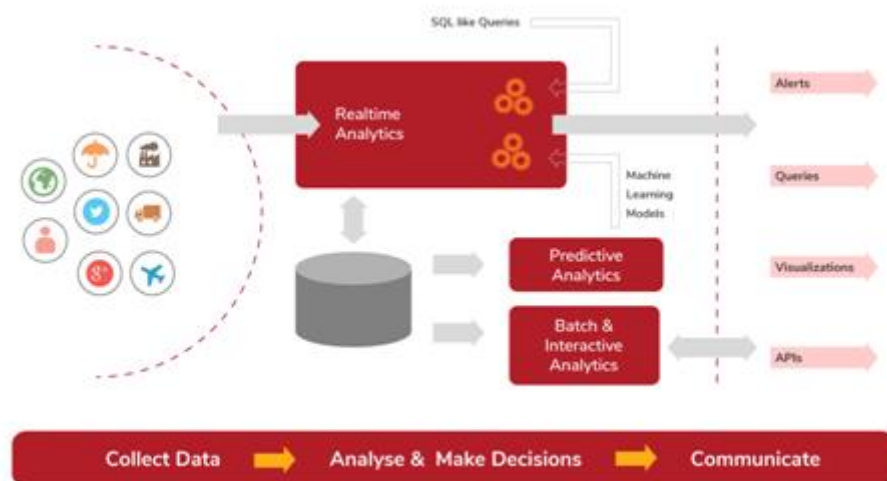 SQL like Queries
Realtime
Analytics
Machine
Learning
Models
Predictive
Analytics
Batch &
Interactive
Analytics
Alerts
Queries
Visualizations
APIs
g+
Collect Data
Analyse & Make Decisions
Communicate